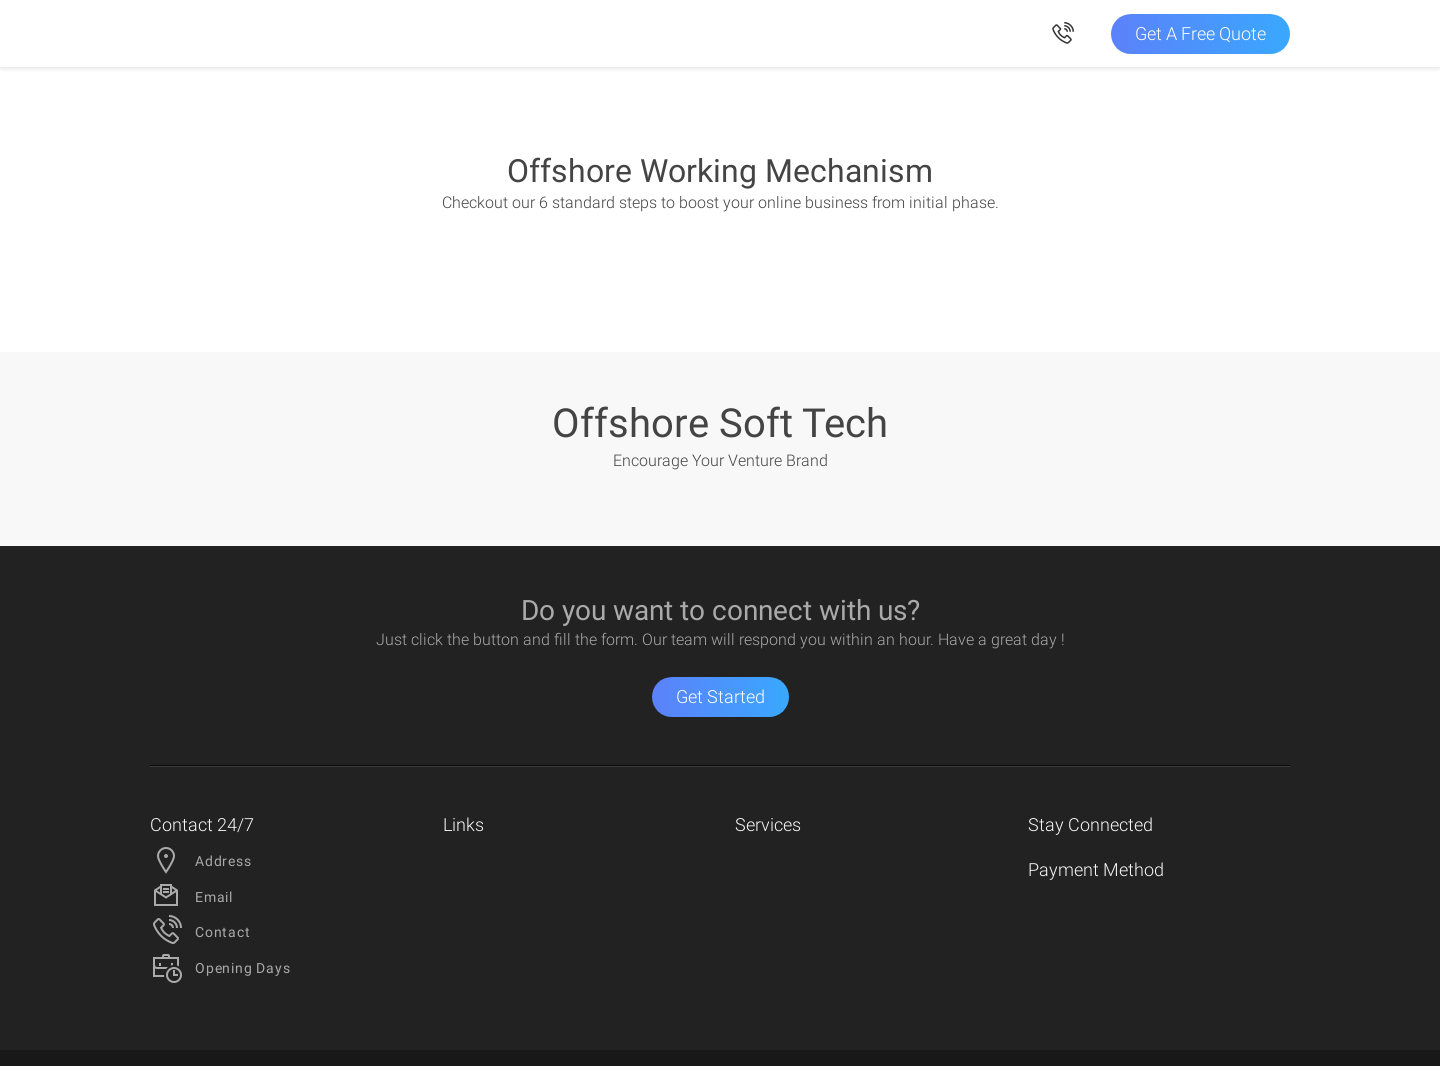 Get A Free Quote
Offshore Working Mechanism
Checkout our 6 standard steps to boost your online business from initial phase.
Offshore Soft Tech
Encourage Your Venture Brand
Do you want to connect with us?
Just click the button and fill the form. Our team will respond you within an hour. Have a great day !
Get Started
Contact 24/7
Address
Email
Contact
Opening Days
Links
Services
Stay Connected
Payment Method